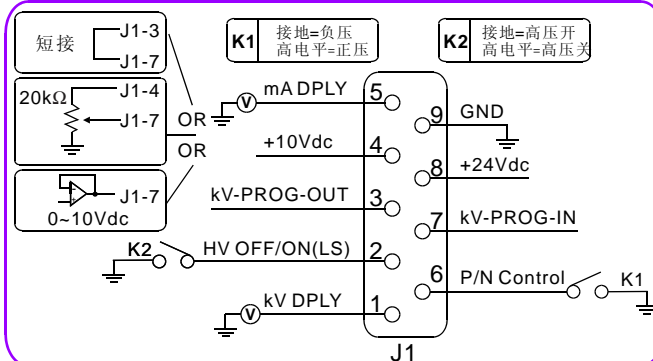 短接
J1-3
J1-7
20kΩ
J1-4
J1-7
J1-7
0~10Vdc
OR
OR
K1
接地=负压
高电平=正压
K2
接地=高压开
高电平=高压关
V
mA DPLY
5
+10Vdc
4
kV-PROG-OUT
3
K2
HV OFF/ON(LS)
2
V
kV DPLY
1
9
GND
8
+24Vdc
7
kV-PROG-IN
6
P/N Control
K1
J1